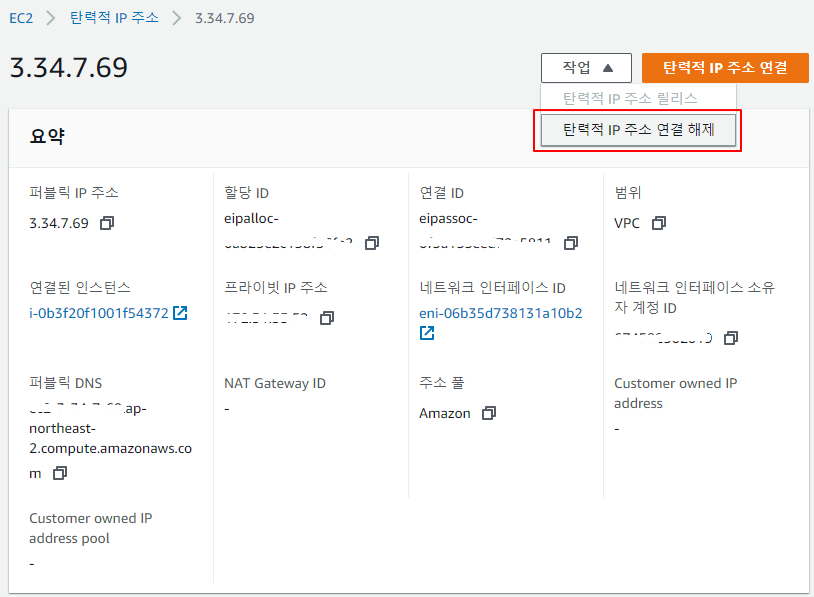 EC2 > 탄력적 IP 주소 > 3.34.7.69
3.34.7.69
작업 ▲
탄력적 IP 주소 연결
탄력적 IP 주소 릴리스
탄력적 IP 주소 연결 해제
요약
퍼블릭 IP 주소
3.34.7.69
할당 ID
eipalloc-
연결 ID
eipassoc-
범위
VPC
연결된 인스턴스
i-0b3f20f1001f54372
프라이빗 IP 주소
네트워크 인터페이스 ID
eni-06b35d738131a10b2
네트워크 인터페이스 소유
자 계정 ID
퍼블릭 DNS
.ap-
northeast-
2.compute.amazonaws.co
m
NAT Gateway ID
-
주소 풀
Amazon
Customer owned IP
address
-
Customer owned IP
address pool
-